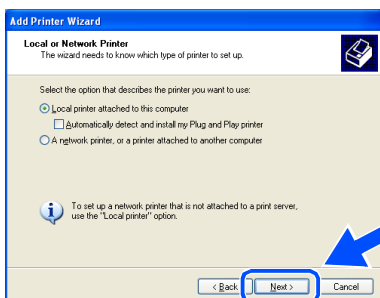 Add Printer Wizard
Local or Network Printer
The wizard needs to know which type of printer to set up.
Select the option that describes the printer you want to use:
Local printer attached to this computer
Automatically detect and install my Plug and Play printer
A network printer, or a printer attached to another computer
To set up a network printer that is not attached to a print server,
use the "Local printer" option.
< Back Next > Cancel